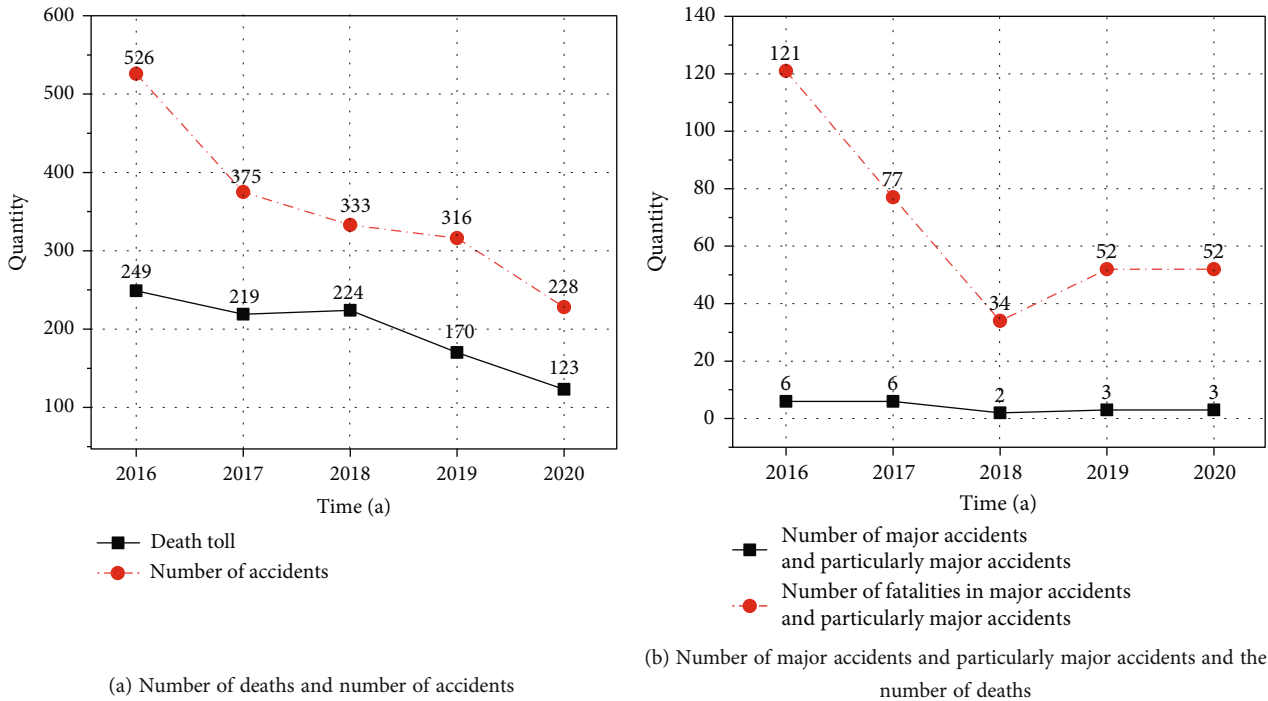 600
500
400
300
200
100
Quantity
526
375
333
316
228
249
219
224
170
123
2016 2017 2018 2019 2020
Time (a)
Death toll
Number of accidents
(a) Number of deaths and number of accidents
140
120
100
80
60
40
20
0
Quantity
121
77
34
52
52
6
6
2
3
3
2016 2017 2018 2019 2020
Time (a)
Number of major accidents
and particularly major accidents
Number of fatalities in major accidents
and particularly major accidents
(b) Number of major accidents and particularly major accidents and the
number of deaths